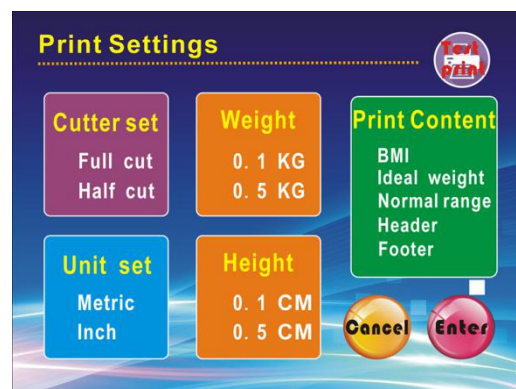 Print Settings
Test
print
Cutter set
Full cut
Half cut
Weight
0. 1 KG
0. 5 KG
Print Content
BMI
Ideal weight
Normal range
Header
Footer
Unit set
Metric
Inch
Height
0. 1 CM
0. 5 CM
Cancel
Enter